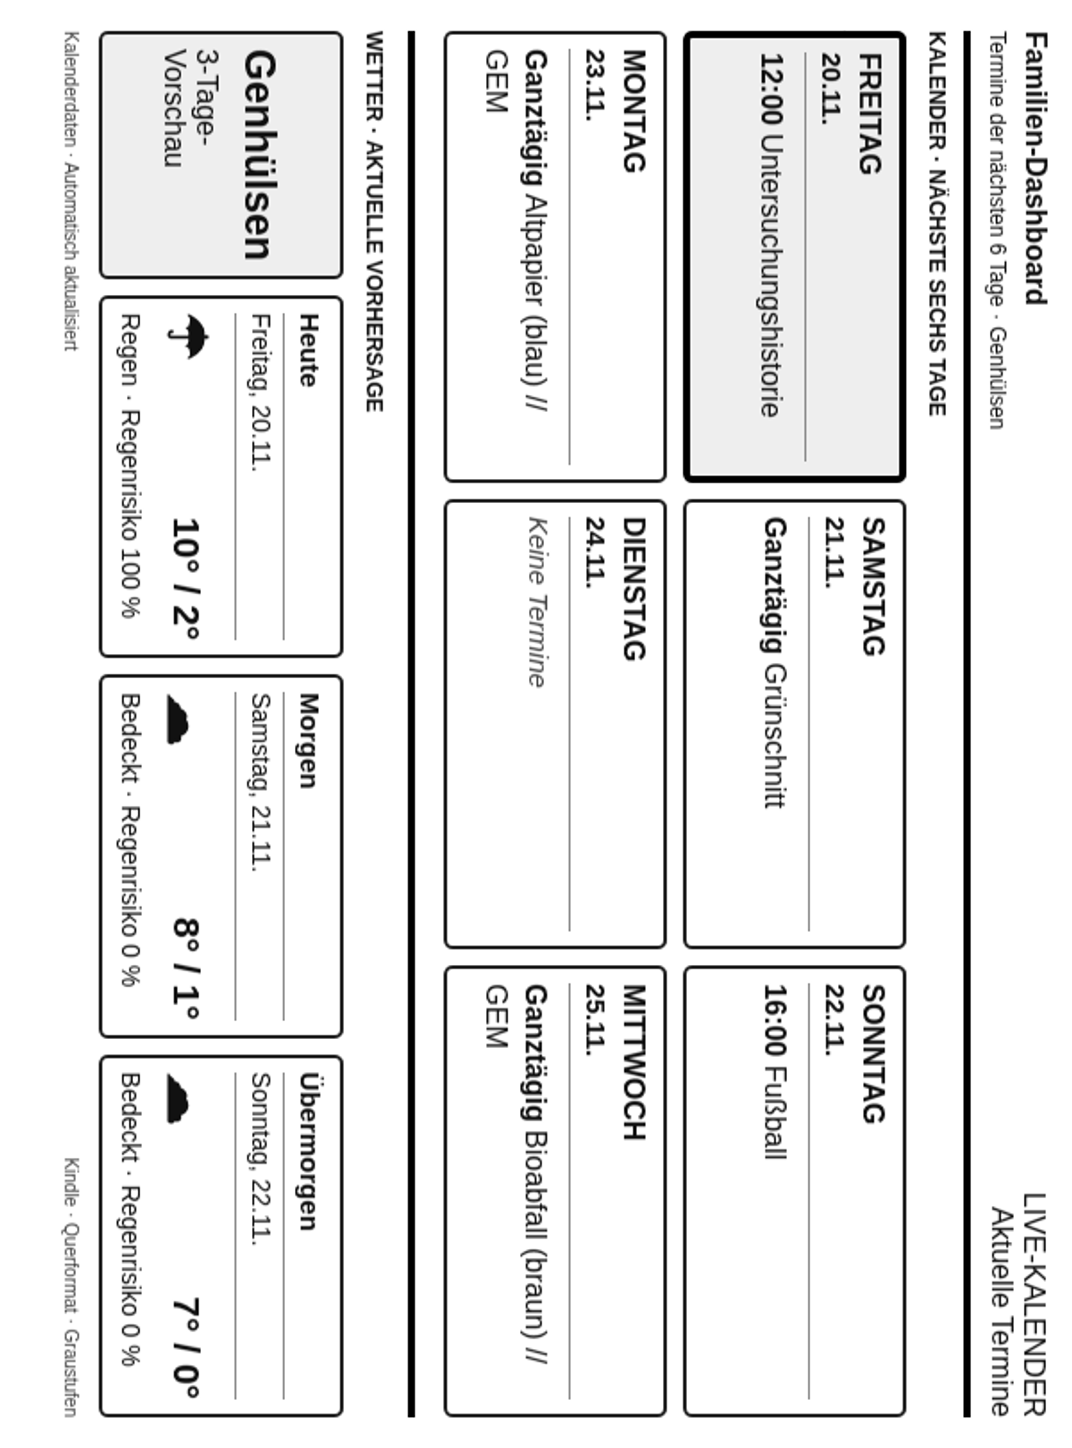 Familien-Dashboard
Termine der nächsten 6 Tage · Genhülsen
LIVE-KALENDER
Aktuelle Termine
KALENDER · NÄCHSTE SECHS TAGE
FREITAG
20.11.
12:00 Untersuchungshistorie
SAMSTAG
21.11.
Ganztägig Grünschnitt
SONNTAG
22.11.
16:00 Fußball
MONTAG
23.11.
Ganztägig Altpapier (blau) //
GEM
DIENSTAG
24.11.
Keine Termine
MITTWOCH
25.11.
Ganztägig Bioabfall (braun) //
GEM
WETTER · AKTUELLE VORHERSAGE
Genhülsen
3-Tage-
Vorschau
Heute
Freitag, 20.11.
10° / 2°
Regen · Regenrisiko 100 %
Morgen
Samstag, 21.11.
8° / 1°
Bedeckt · Regenrisiko 0 %
Übermorgen
Sonntag, 22.11.
7° / 0°
Bedeckt · Regenrisiko 0 %
Kalenderdaten · Automatisch aktualisiert
Kindle · Querformat · Graustufen